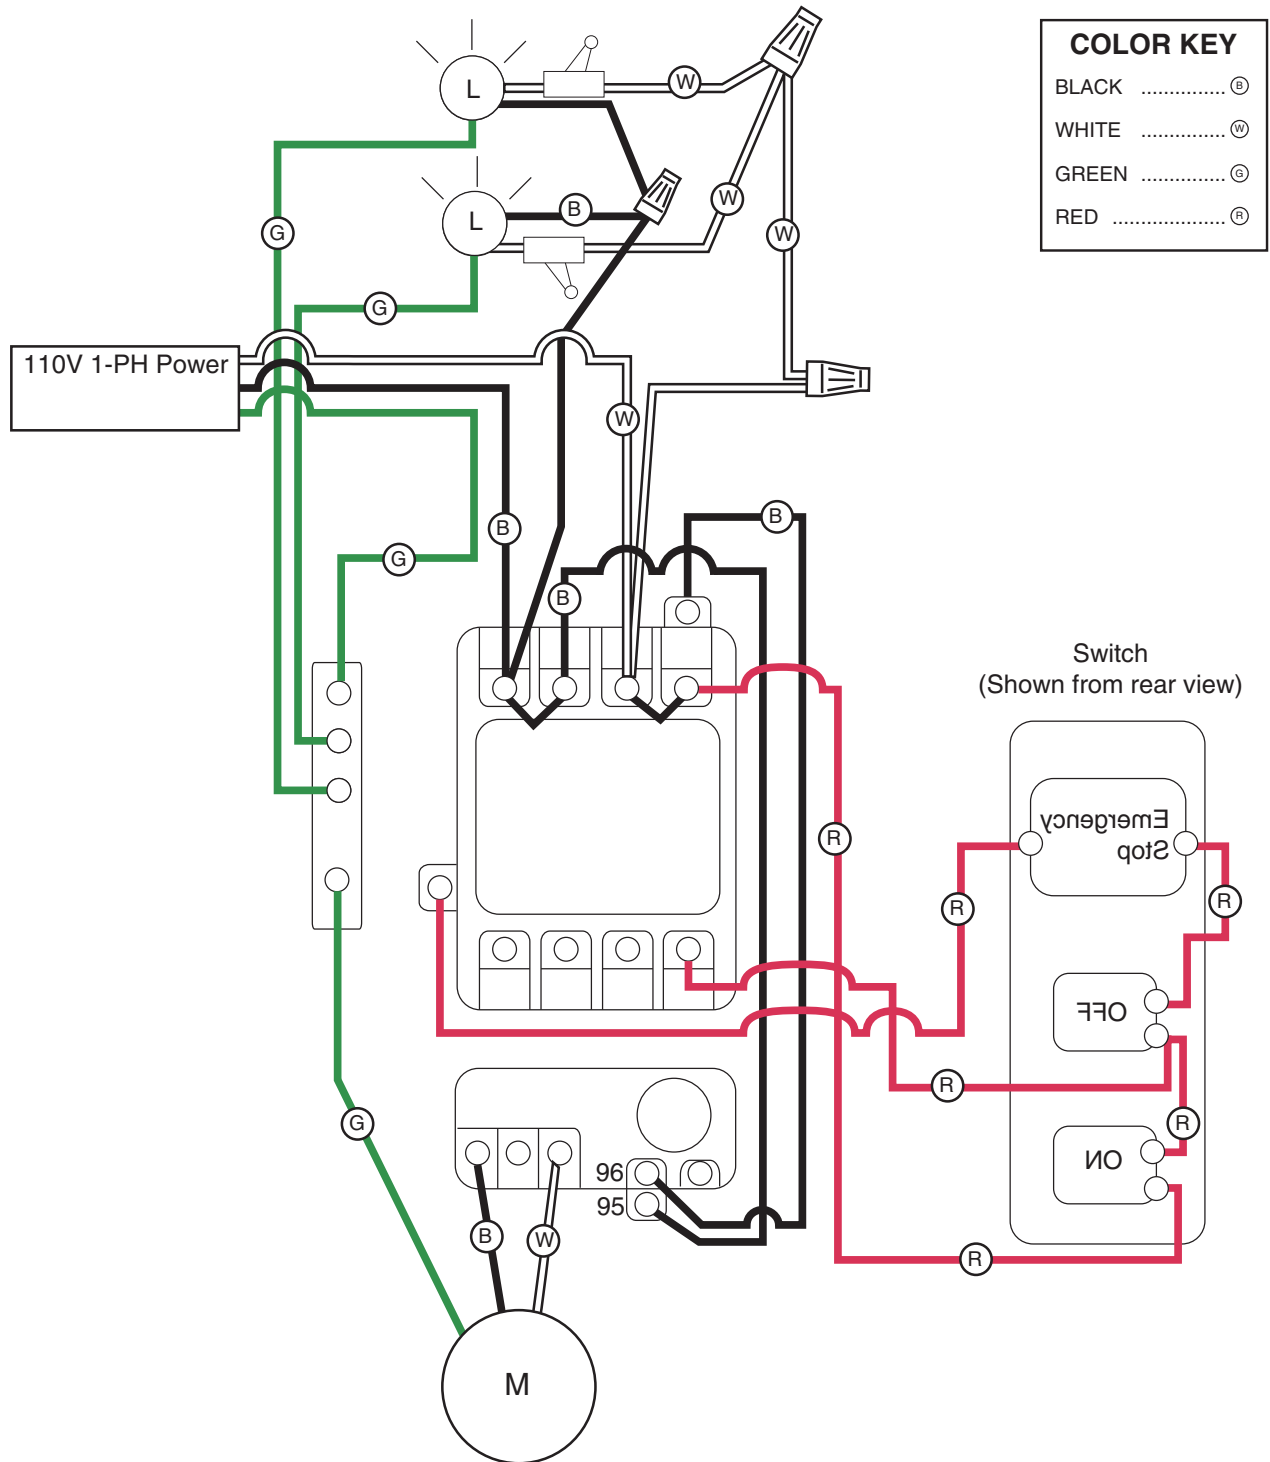 COLOR KEY
BLACK ............... B
WHITE ............... W
GREEN ............... G
RED .................... R
L
W
B
L
W
W
G
G
110V 1-PH Power
W
B
B
G
B
Switch
(Shown from rear view)
Emergency
Stop
R
R
R
OFF
R
R
ON
G
96
95
B
W
R
M